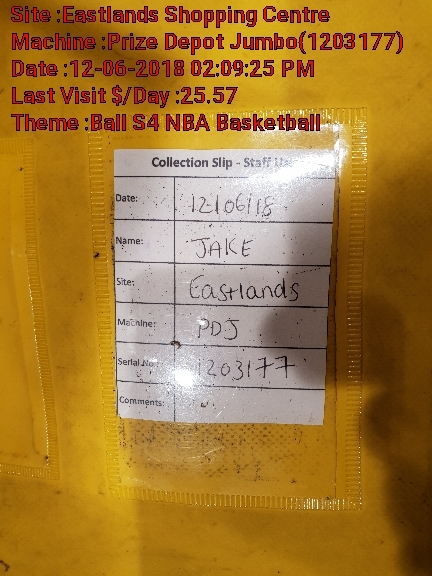 Site :Eastlands Shopping Centre
Machine :Prize Depot Jumbo(1203177)
Date :12-06-2018 02:09:25 PM
Last Visit $/Day :25.57
Theme :Ball S4 NBA Basketball
Collection Slip - Staff
Date: 12/06/18
Name: JAKE
Site: Eastlands
Machine: PDJ
Serial No: 1203177
Comments: